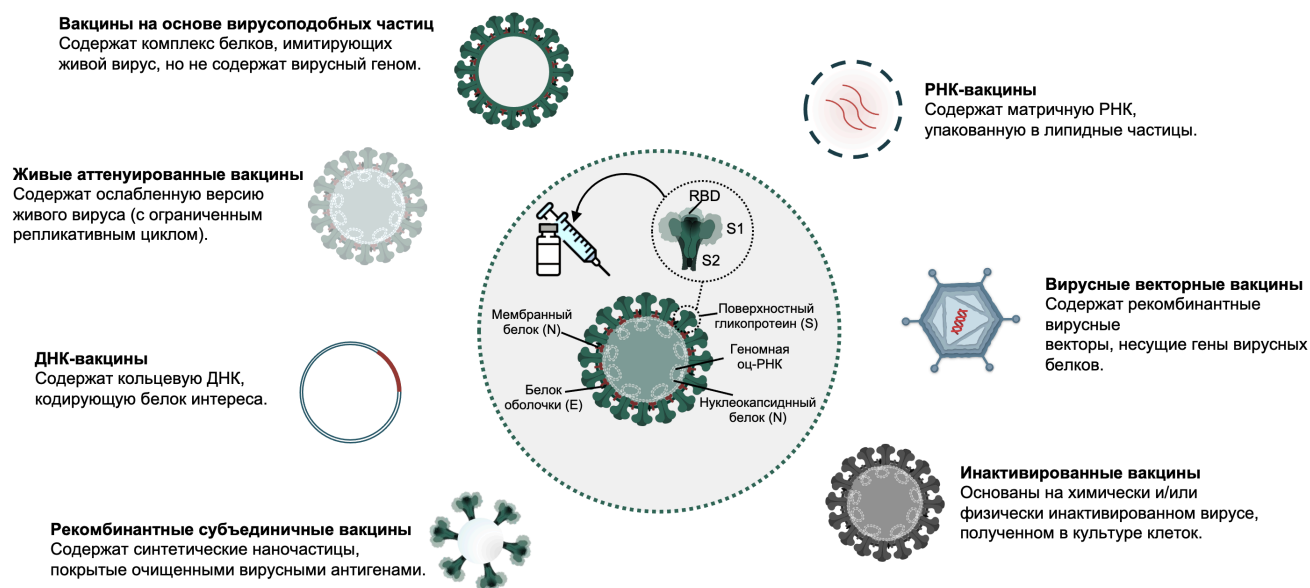 Вакцины на основе вирусоподобных частиц
Содержат комплекс белков, имитирующих
живой вирус, но не содержат вирусный геном.
РНК-вакцины
Содержат матричную РНК,
упакованную в липидные частицы.
Живые аттенуированные вакцины
Содержат ослабленную версию
живого вируса (с ограниченным
репликативным циклом).
RBD
S1
S2
Вирусные векторные вакцины
Содержат рекомбинантные
вирусные
векторы, несущие гены вирусных
белков.
Мембранный
белок (N)
Поверхностный
гликопротеин (S)
Геномная
оц-РНК
Белок
оболочки (E)
Нуклеокапсиднный
белок (N)
ДНК-вакцины
Содержат кольцевую ДНК,
кодирующую белок интереса.
Инактивированные вакцины
Основаны на химически и/или
физически инактивированном вирусе,
полученном в культуре клеток.
Рекомбинантные субъединичные вакцины
Содержат синтетические наночастицы,
покрытые очищенными вирусными антигенами.